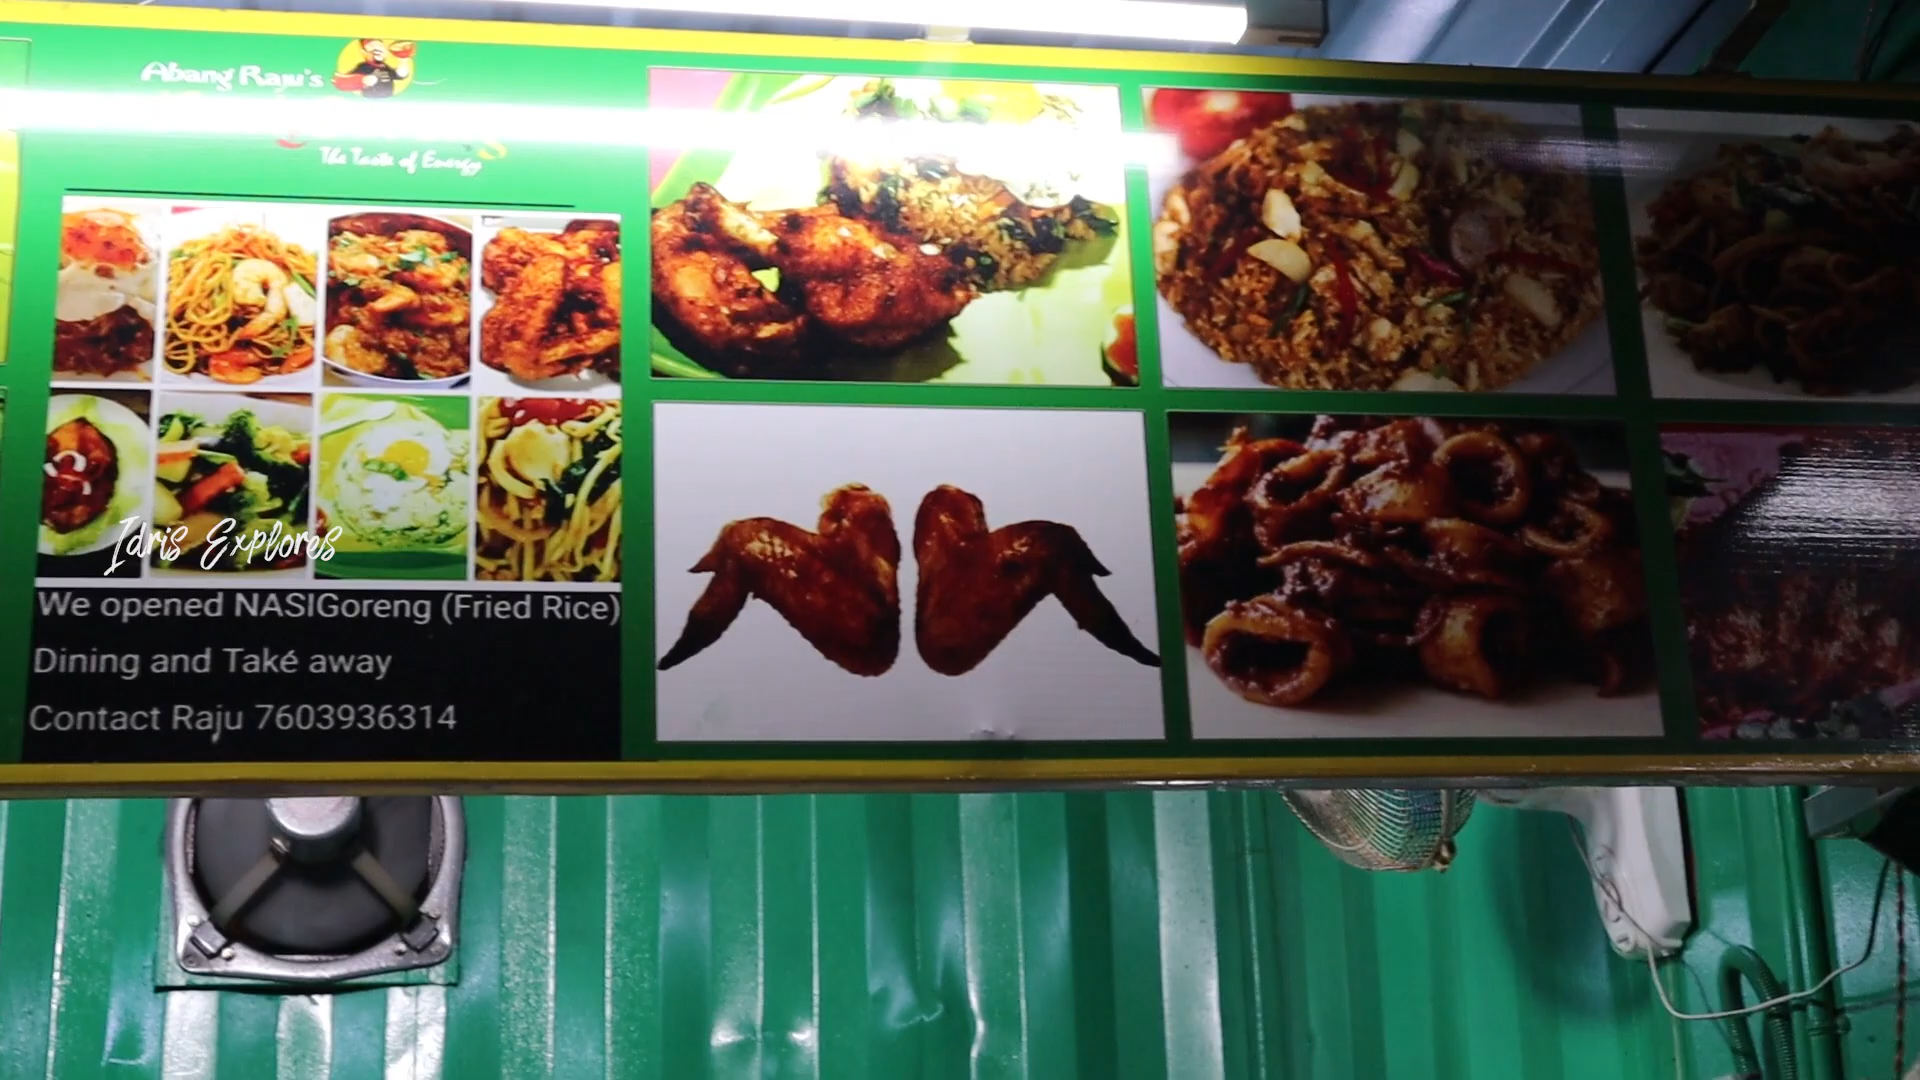 Abang Raju's
The Taste of Energy
Idris Explores
We opened NASIGoreng (Fried Rice)
Dining and Také away
Contact Raju 7603936314